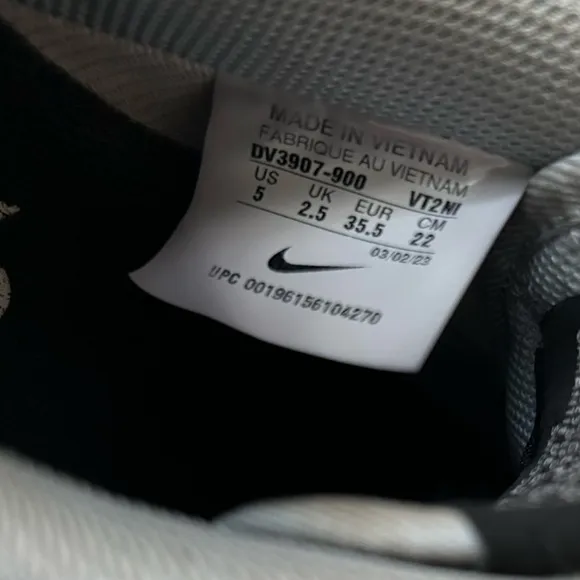 MADE IN VIETNAM
FABRIQUE AU VIETNAM
DV3907-900 VT2NI
US UK EUR CM
5 2.5 35.5 22
03/02/23
UPC 00196156104270